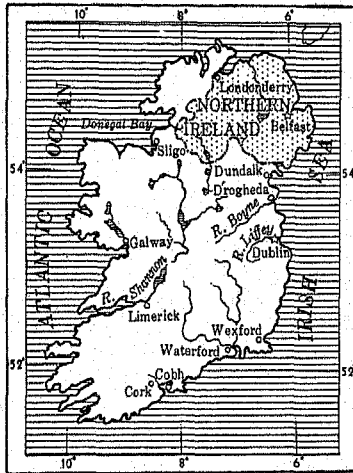 10° 8° 6°
Londonderry
NORTHERN
IRELAND
Belfast
Donegal Bay
OCEAN
Sligo
54° 54°
SEA
Dundalk
Drogheda
R. Boyne
R. Liffey
Galway
Dublin
ATLANTIC
R. Shannon
IRISH
Limerick
Wexford
Waterford
52° 52°
Cobh
Cork
10° 8° 6°